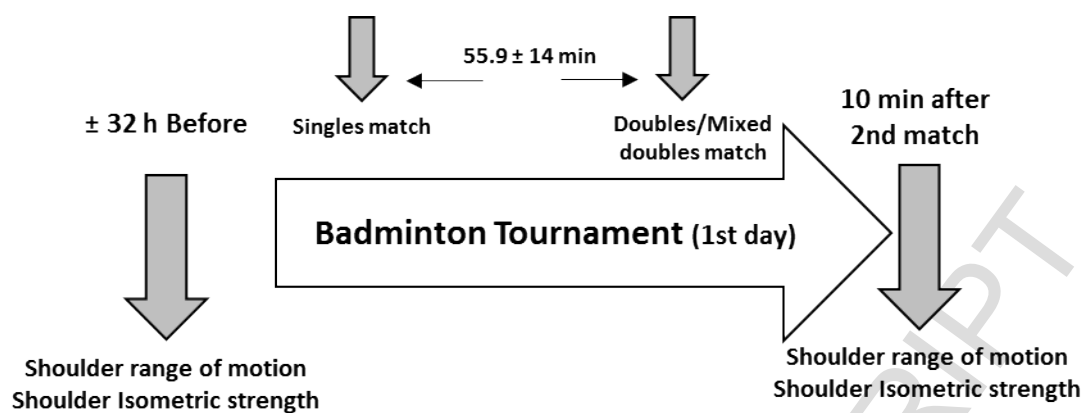 55.9 ± 14 min
± 32 h Before
Singles match
Doubles/Mixed
doubles match
10 min after
2nd match
Badminton Tournament (1st day)
Shoulder range of motion
Shoulder Isometric strength
Shoulder range of motion
Shoulder Isometric strength
RIPT